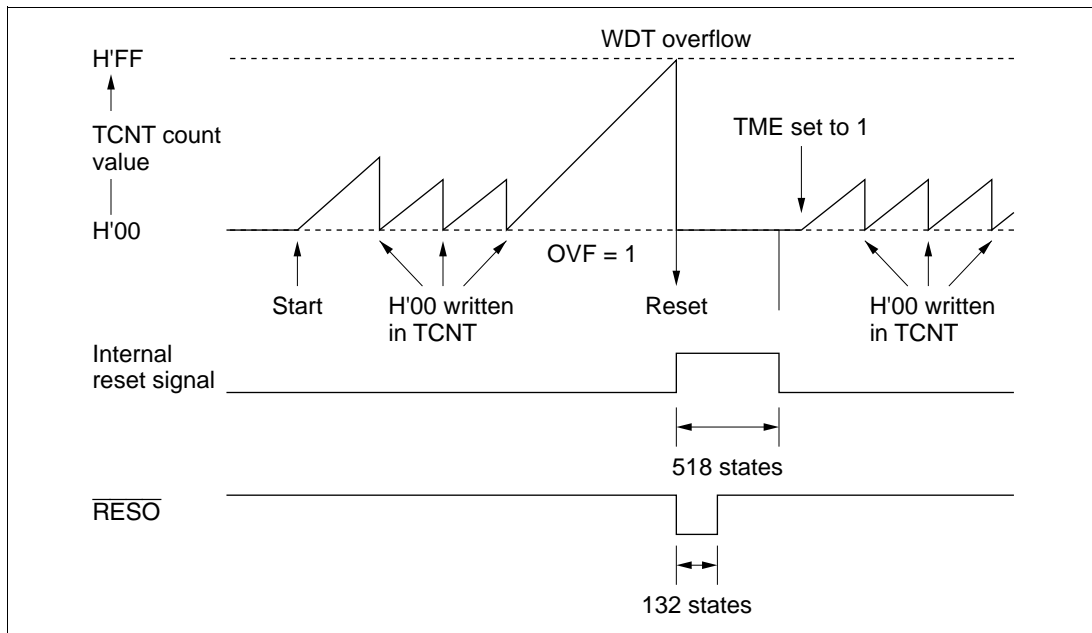 WDT overflow
H'FF
TME set to 1
TCNT count
value
H'00
OVF = 1
Start
H'00 written
in TCNT
Reset
H'00 written
in TCNT
Internal
reset signal
518 states
RESO
132 states